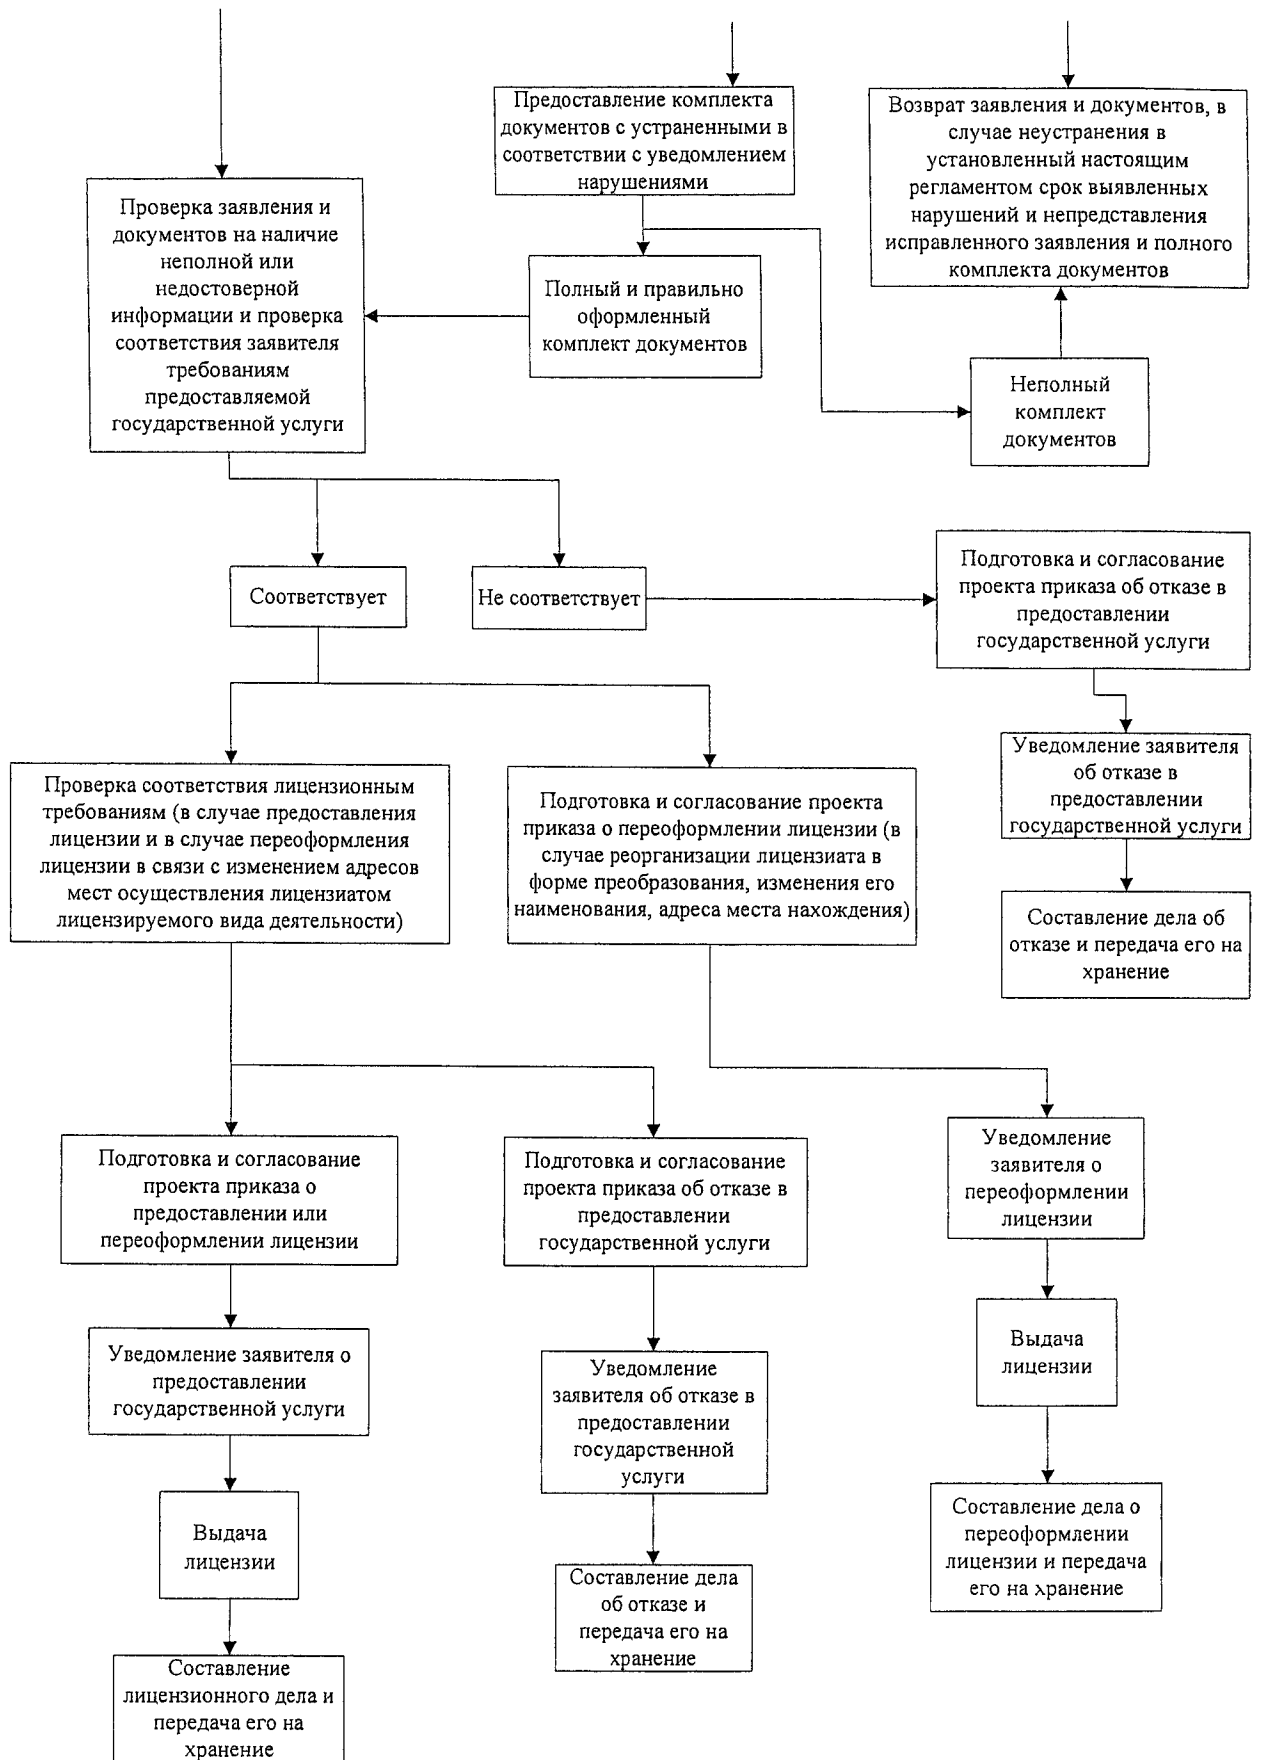 Предоставление комплекта
документов с устраненными в
соответствии с уведомлением
нарушениями
Возврат заявления и документов, в
случае неустранения в
установленный настоящим
регламентом срок выявленных
нарушений и непредставления
исправленного заявления и полного
комплекта документов
Проверка заявления и
документов на наличие
неполной или
недостоверной
информации и проверка
соответствия заявителя
требованиям
предоставляемой
государственной услуги
Полный и правильно
оформленный
комплект документов
Неполный
комплект
документов
Соответствует
Не соответствует
Подготовка и согласование
проекта приказа об отказе в
предоставлении
государственной услуги
Уведомление заявителя
об отказе в
предоставлении
государственной услуги
Составление дела об
отказе и передача его на
хранение
Проверка соответствия лицензионным
требованиям (в случае предоставления
лицензии и в случае переоформления
лицензии в связи с изменением адресов
мест осуществления лицензиатом
лицензируемого вида деятельности)
Подготовка и согласование проекта
приказа о переоформлении лицензии (в
случае реорганизации лицензиата в
форме преобразования, изменения его
наименования, адреса места нахождения)
Подготовка и согласование
проекта приказа о
предоставлении или
переоформлении лицензии
Подготовка и согласование
проекта приказа об отказе в
предоставлении
государственной услуги
Уведомление
заявителя о
переоформлении
лицензии
Уведомление заявителя о
предоставлении
государственной услуги
Уведомление
заявителя об отказе в
предоставлении
государственной
услуги
Выдача
лицензии
Выдача
лицензии
Составление дела
об отказе и
передача его на
хранение
Составление дела о
переоформлении
лицензии и передача
его на хранение
Составление
лицензионного дела и
передача его на
хранение